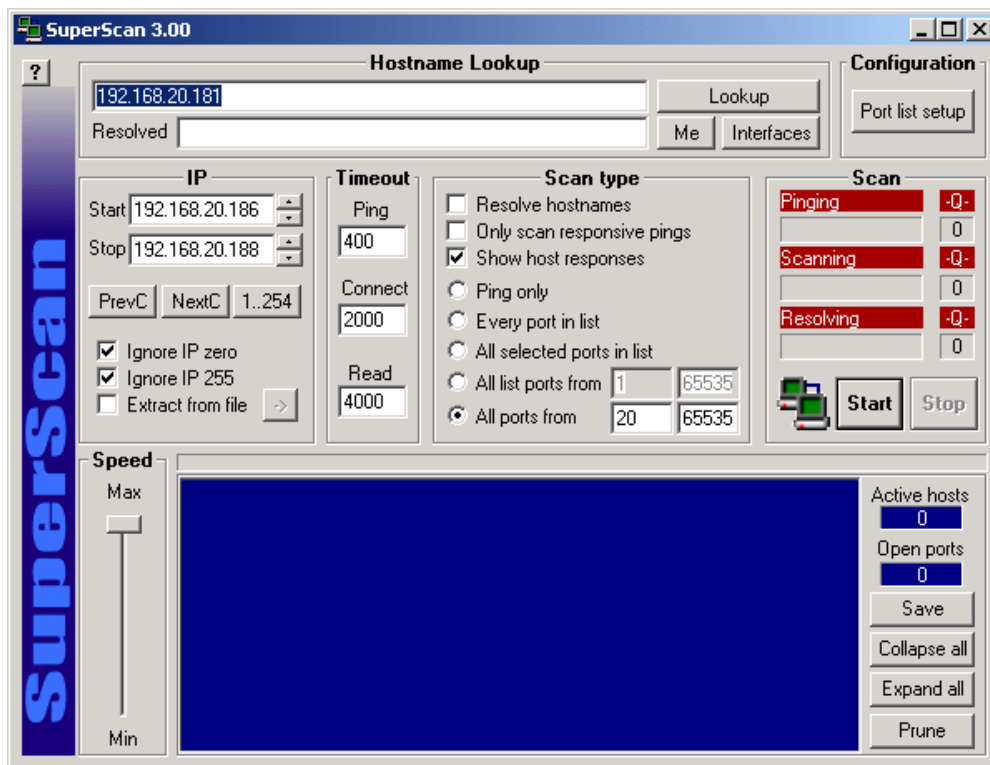 SuperScan 3.00
?
Hostname Lookup
192.168.20.181
Lookup
Resolved
Me
Interfaces
Configuration
Port list setup
SuperScan
IP
Start 192.168.20.186
Stop 192.168.20.188
PrevC NextC 1..254
Ignore IP zero
Ignore IP 255
Extract from file ->
Timeout
Ping
400
Connect
2000
Read
4000
Scan type
Resolve hostnames
Only scan responsive pings
Show host responses
Ping only
Every port in list
All selected ports in list
All list ports from 1 65535
All ports from 20 65535
Scan
Pinging -Q-
0
Scanning -Q-
0
Resolving -Q-
0
Start Stop
Speed
Max
Min
Active hosts
0
Open ports
0
Save
Collapse all
Expand all
Prune